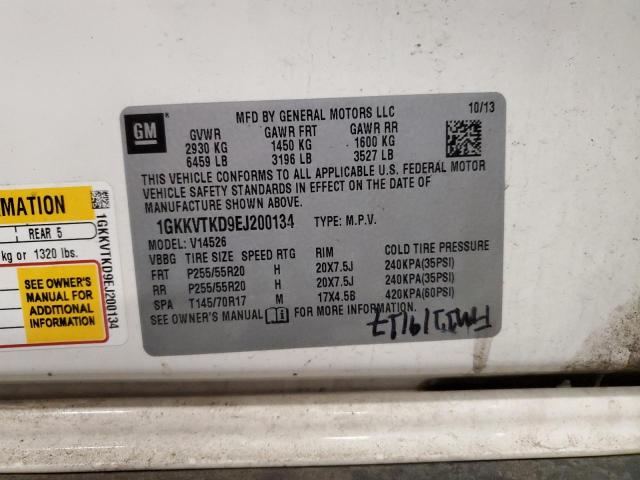 GM
MFD BY GENERAL MOTORS LLC 10/13
GVWR GAWR FRT GAWR RR
2930 KG 1450 KG 1600 KG
6459 LB 3196 LB 3527 LB
THIS VEHICLE CONFORMS TO ALL APPLICABLE U.S. FEDERAL MOTOR
VEHICLE SAFETY STANDARDS IN EFFECT ON THE DATE OF
MANUFACTURE SHOWN ABOVE.
1GKKVTKD9EJ200134 TYPE: M.P.V.
MODEL: V14526
VBBG TIRE SIZE SPEED RTG RIM COLD TIRE PRESSURE
FRT P255/55R20 H 20X7.5J 240KPA(35PSI)
RR P255/55R20 H 20X7.5J 240KPA(35PSI)
SPA T145/70R17 M 17X4.5B 420KPA(60PSI)
SEE OWNER'S MANUAL FOR MORE INFORMATION.
MATION
REAR 5
kg or 1320 lbs.
SEE OWNER'S
MANUAL FOR
ADDITIONAL
INFORMATION
1GKKVTKD9EJ200134